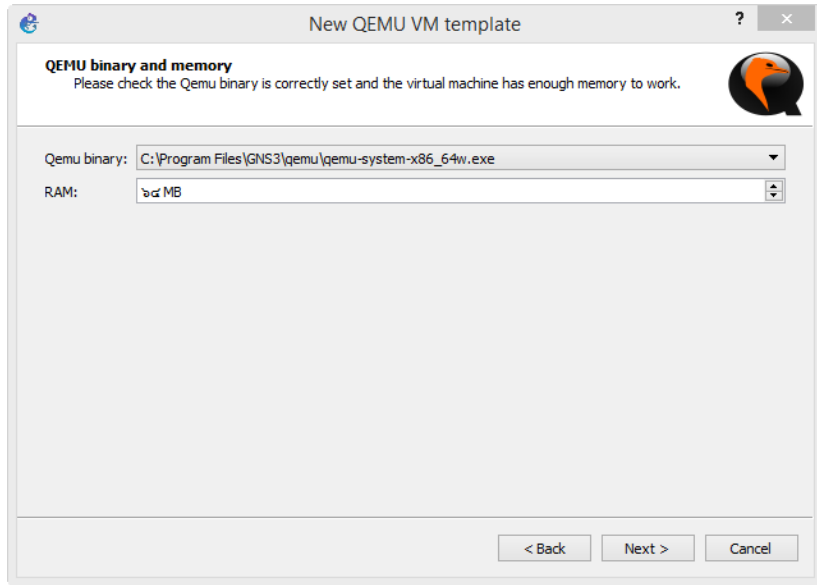 New QEMU VM template
?
×
QEMU binary and memory
Please check the Qemu binary is correctly set and the virtual machine has enough memory to work.
Qemu binary: C:\Program Files\GNS3\qemu\qemu-system-x86_64w.exe
RAM: ๖๔ MB
< Back Next > Cancel